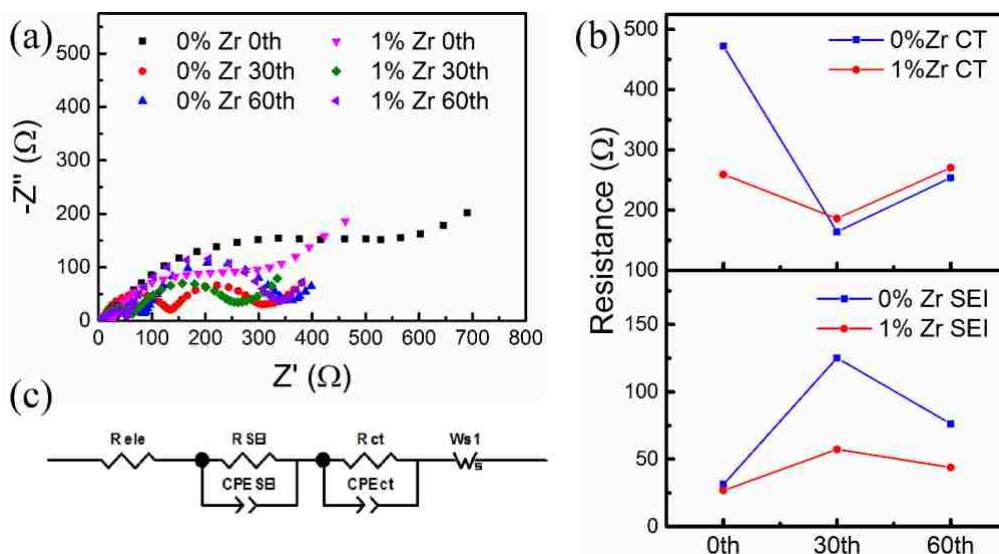 (a)
500
400
300
200
100
0
-Z" (Ω)
0% Zr 0th
0% Zr 30th
0% Zr 60th
1% Zr 0th
1% Zr 30th
1% Zr 60th
0 100 200 300 400 500 600 700 800
Z' (Ω)
(b)
500
400
300
200
100
0%Zr CT
1%Zr CT
Resistance (Ω)
150
100
50
0
0% Zr SEI
1% Zr SEI
0th 30th 60th
(c)
R ele
R SEI
R ct
Ws1
s
CPE SEI
CPEct